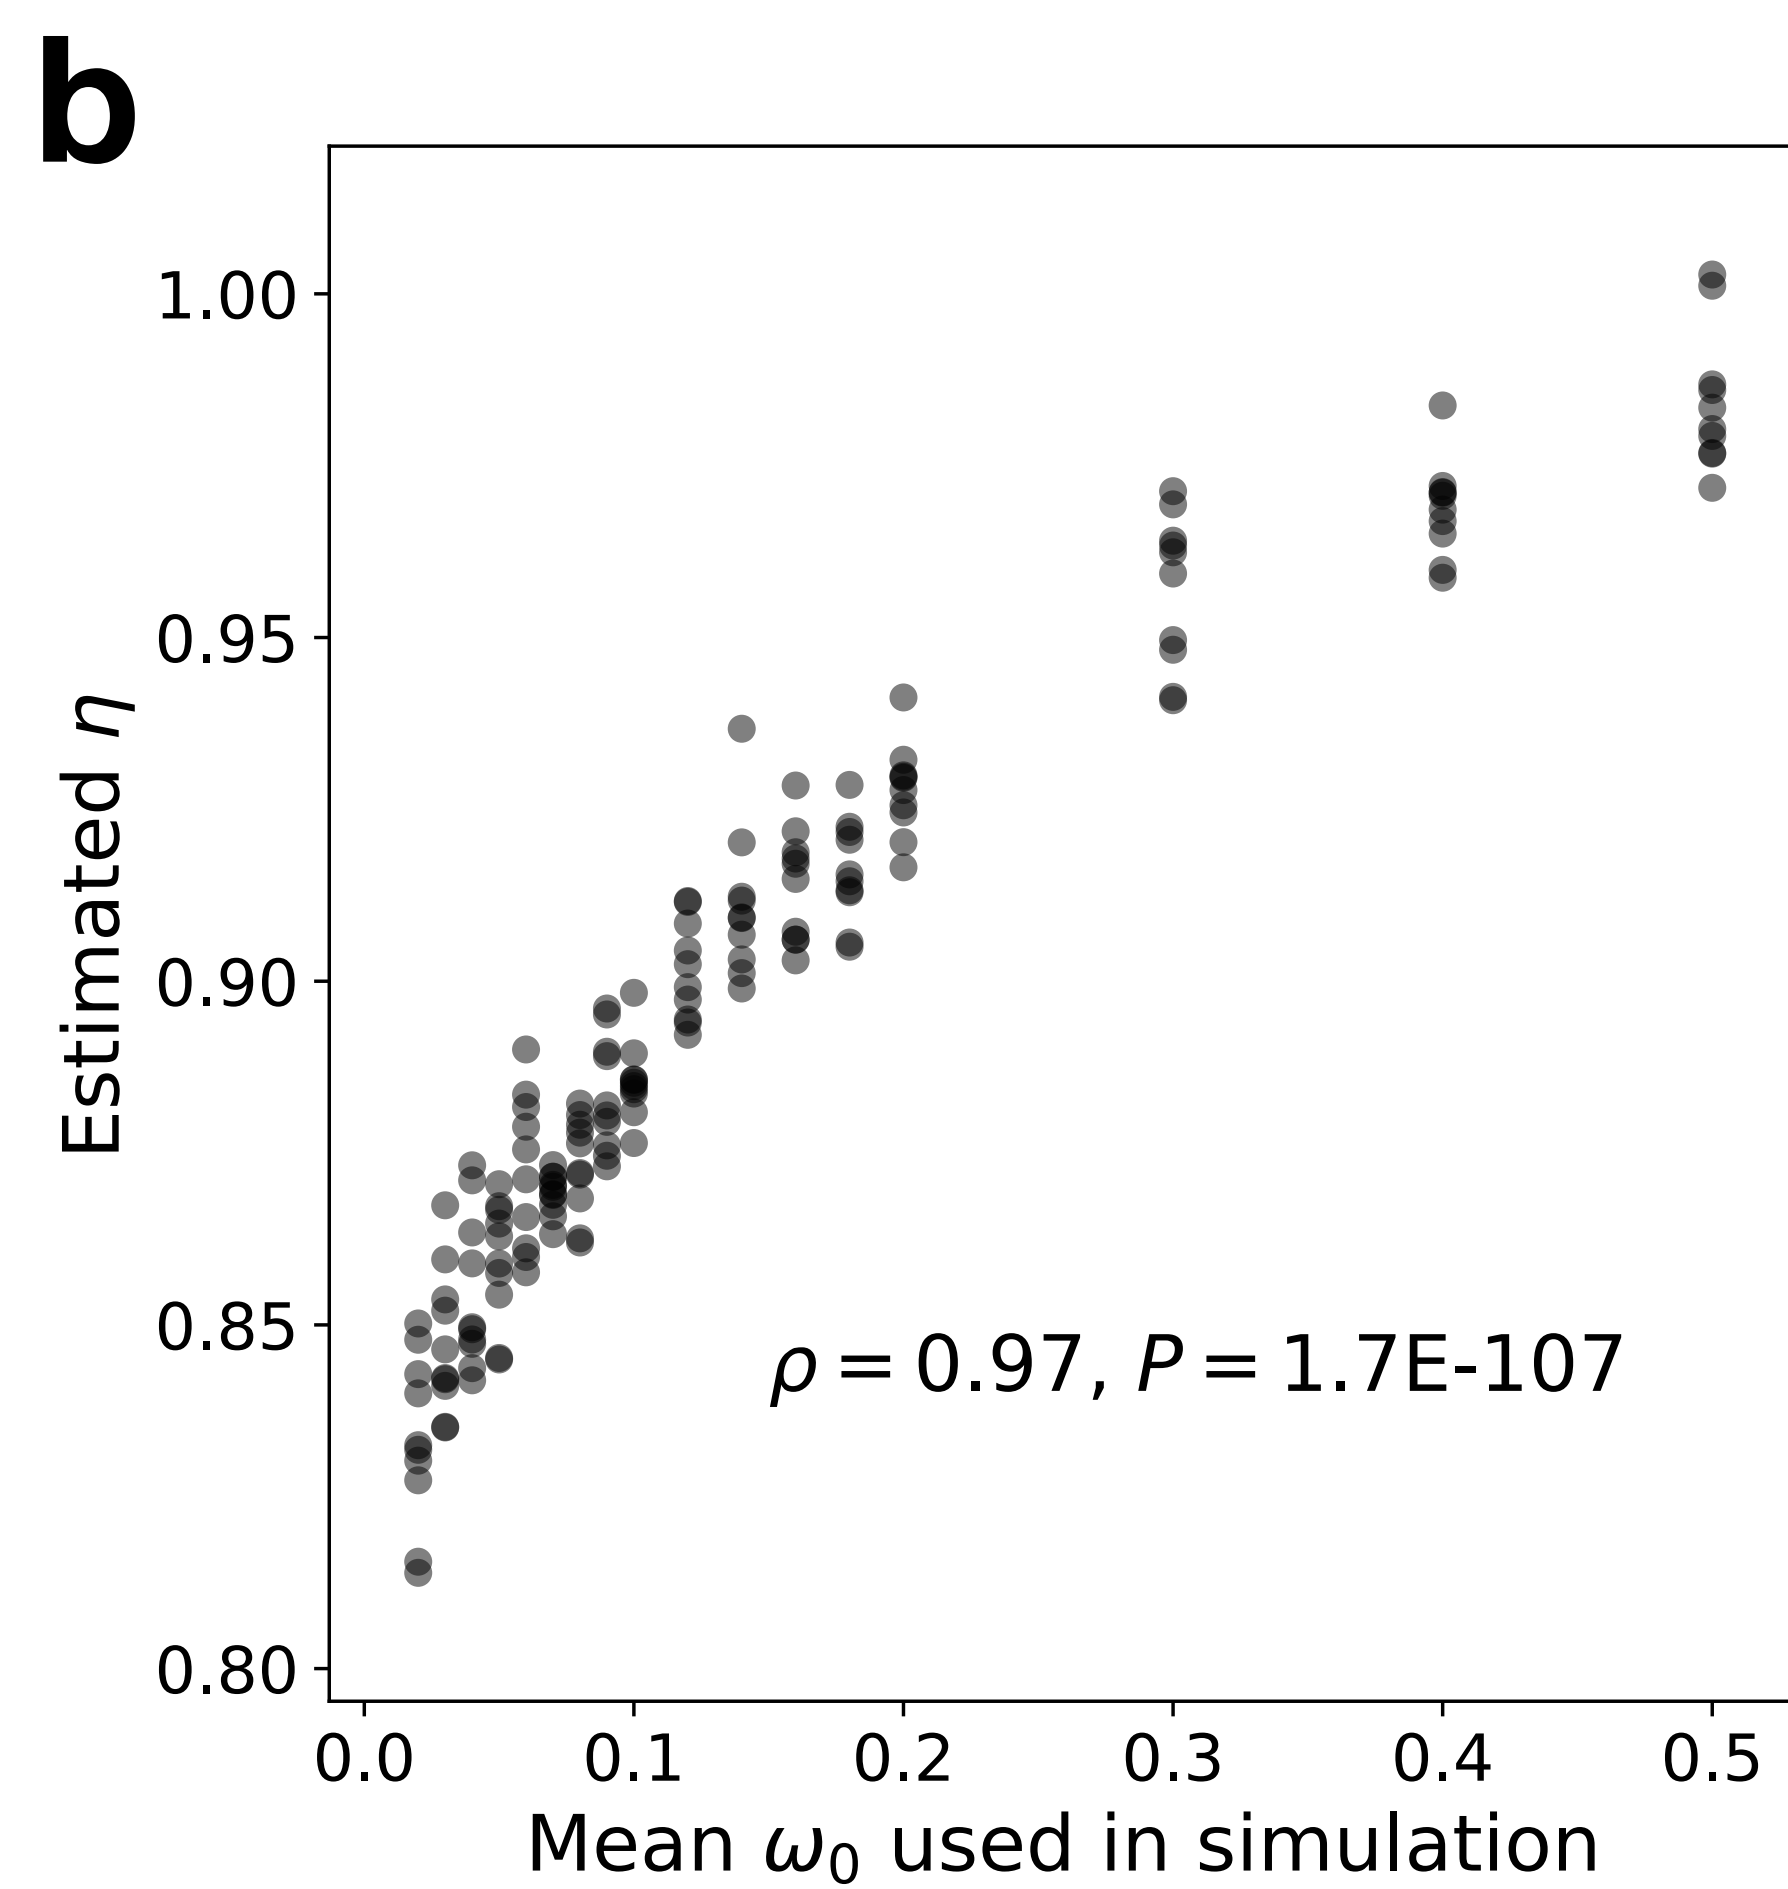 b
1.00
0.95
0.90
0.85
0.80
Estimated η
ρ = 0.97, P = 1.7E-107
0.0 0.1 0.2 0.3 0.4 0.5
Mean ω₀ used in simulation